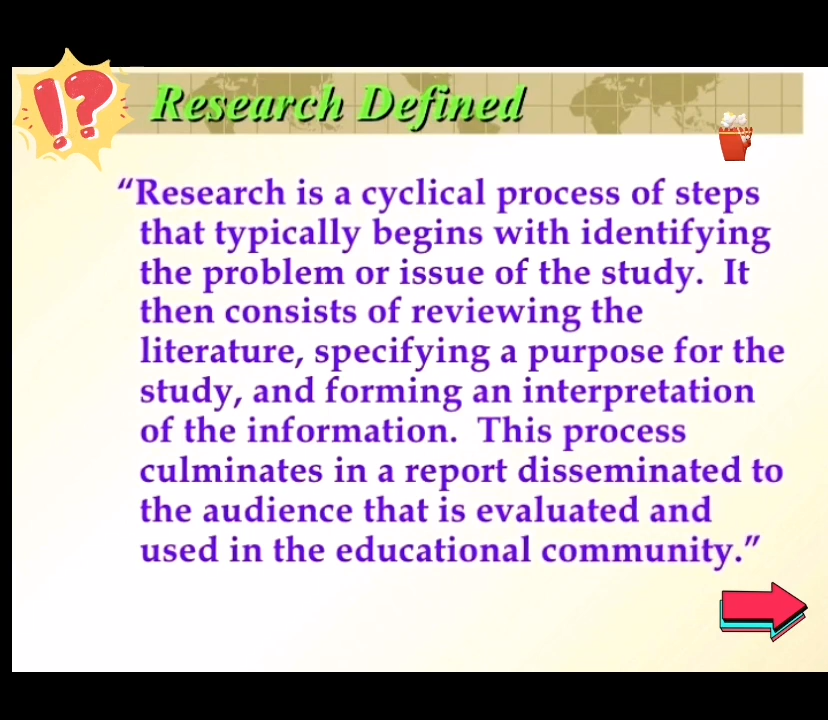 !?
Research Defined
“Research is a cyclical process of steps
that typically begins with identifying
the problem or issue of the study. It
then consists of reviewing the
literature, specifying a purpose for the
study, and forming an interpretation
of the information. This process
culminates in a report disseminated to
the audience that is evaluated and
used in the educational community.”